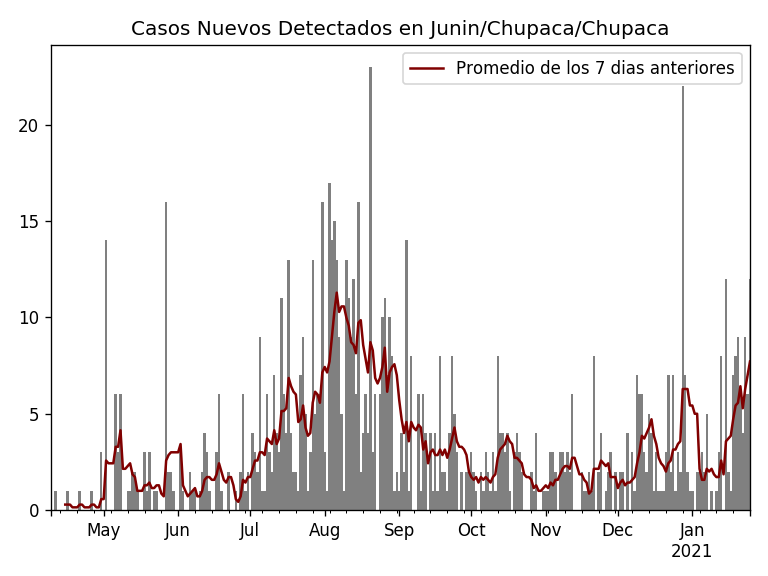 Casos Nuevos Detectados en Junin/Chupaca/Chupaca
Promedio de los 7 dias anteriores
20
15
10
5
0
May Jun Jul Aug Sep Oct Nov Dec Jan
2021